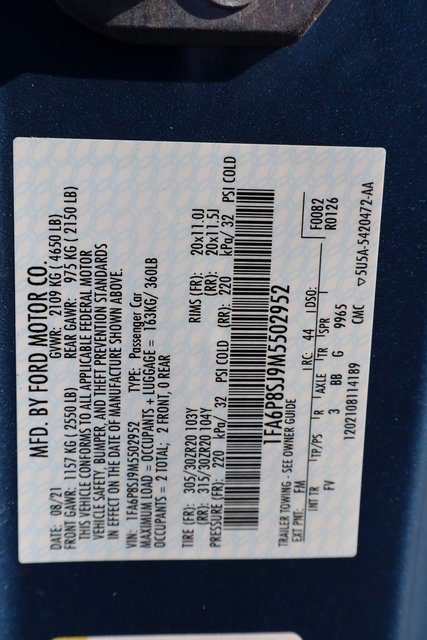 MFD. BY FORD MOTOR CO.
DATE: 08/21 GVWR: 2109 KG (4650 LB)
FRONT GAWR: 1157 KG (2550 LB) REAR GAWR: 975 KG (2150 LB)
THIS VEHICLE CONFORMS TO ALL APPLICABLE FEDERAL MOTOR
VEHICLE SAFETY, BUMPER, AND THEFT PREVENTION STANDARDS
IN EFFECT ON THE DATE OF MANUFACTURE SHOWN ABOVE.
VIN: 1FA6P8SJ9M5502952 TYPE: Passenger Car
MAXIMUM LOAD = OCCUPANTS + LUGGAGE = 163KG/ 360LB
OCCUPANTS = 2 TOTAL; 2 FRONT, 0 REAR
TIRE (FR): 305/30ZR20 103Y RIMS (FR): 20x11.0J
(RR): 315/30ZR20 104Y (RR): 20x11.5J
PRESSURE (FR): 220 kPa/ 32 PSI COLD (RR): 220 kPa/ 32 PSI COLD
1FA6P8SJ9M5502952
TRAILER TOWING - SEE OWNER GUIDE
F0082
R0126
EXT PNT: FM RC: 44 DSO:
INT TR TP/PS R AXLE TR SPR
FV 3 BB G 9965
1202108114189 CMC
5U5A-5420472-AA